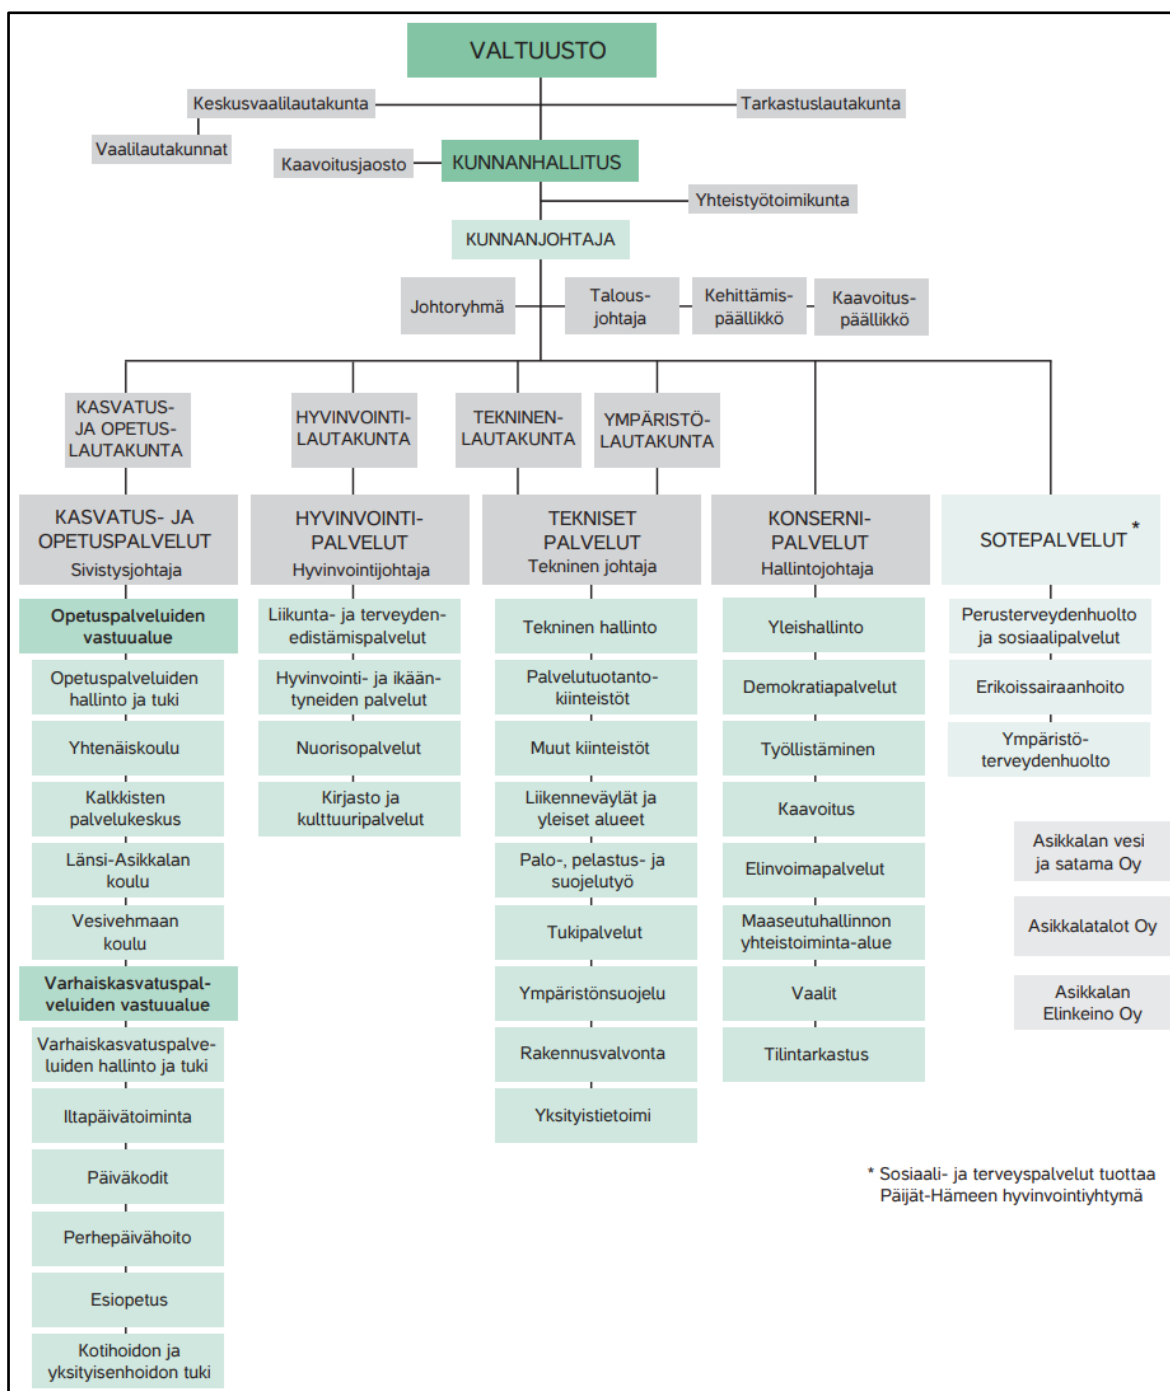 VALTUUSTO
Keskusvaalilautakunta
Tarkastuslautakunta
Vaalilautakunnat
Kaavoitusjaosto
KUNNANHALLITUS
Yhteistyötoimikunta
KUNNANJOHTAJA
Johtoryhmä
Talous-
johtaja
Kehittämis-
päällikkö
Kaavoitus-
päällikkö
KASVATUS-
JA OPETUS-
LAUTAKUNTA
HYVINVOINTI-
LAUTAKUNTA
TEKNINEN-
LAUTAKUNTA
YMPÄRISTÖ-
LAUTAKUNTA
KASVATUS- JA
OPETUSPALVELUT
Sivistysjohtaja
Opetuspalveluiden
vastuualue
Opetuspalveluiden
hallinto ja tuki
Yhtenäiskoulu
Kalkkisten
palvelukeskus
Länsi-Asikkalan
koulu
Vesivehmaan
koulu
Varhaiskasvatuspal-
veluiden vastuualue
Varhaiskasvatuspalve-
luiden hallinto ja tuki
Iltapäivätoiminta
Päiväkodit
Perhepäivähoito
Esiopetus
Kotihoidon ja
yksityisenhoidon tuki
HYVINVOINTI-
PALVELUT
Hyvinvointijohtaja
Liikunta- ja terveyden-
edistämispalvelut
Hyvinvointi- ja ikään-
tyneiden palvelut
Nuorisopalvelut
Kirjasto ja
kulttuuripalvelut
TEKNISET
PALVELUT
Tekninen johtaja
Tekninen hallinto
Palvelutuotanto-
kiinteistöt
Muut kiinteistöt
Liikenneväylät ja
yleiset alueet
Palo-, pelastus- ja
suojelutyö
Tukipalvelut
Ympäristönsuojelu
Rakennusvalvonta
Yksityistietoimi
KONSERNI-
PALVELUT
Hallintojohtaja
Yleishallinto
Demokratiapalvelut
Työllistäminen
Kaavoitus
Elinvoimapalvelut
Maaseutuhallinnon
yhteistoiminta-alue
Vaalit
Tilintarkastus
SOTEPALVELUT *
Perusterveydenhuolto
ja sosiaalipalvelut
Erikoissairaanhoito
Ympäristö-
terveydenhuolto
Asikkalan vesi
ja satama Oy
Asikkalatalot Oy
Asikkalan
Elinkeino Oy
* Sosiaali- ja terveyspalvelut tuottaa
Päijät-Hämeen hyvinvointiyhtymä